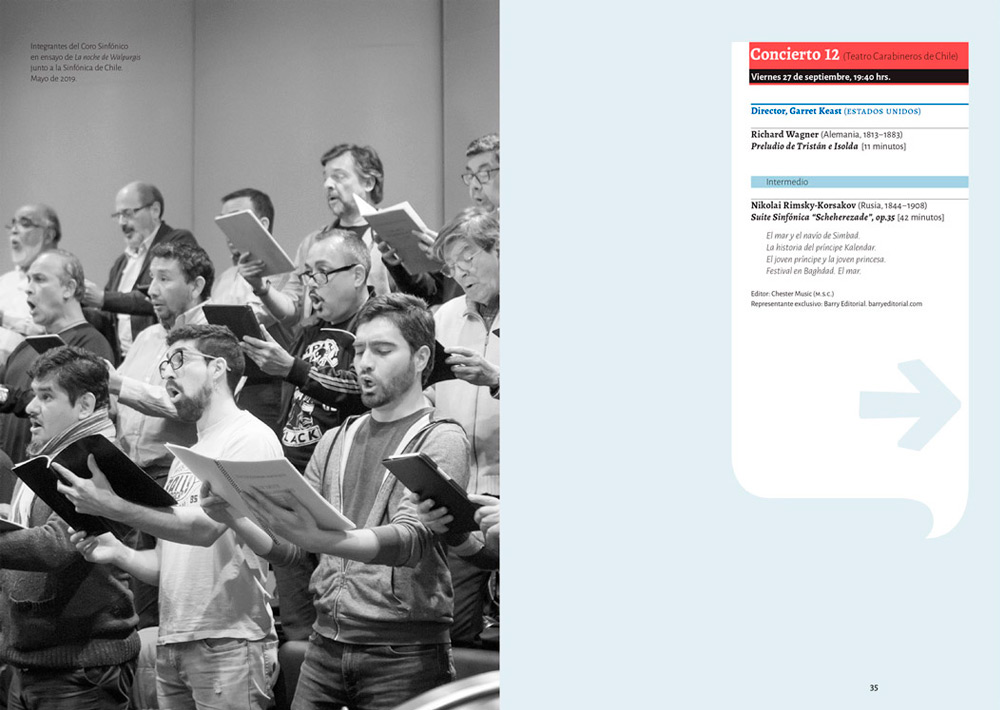 Integrantes del Coro Sinfónico
en ensayo de La noche de Walpurgis
junto a la Sinfónica de Chile.
Mayo de 2019.
BLACK
Concierto 12 (Teatro Carabineros de Chile)
Viernes 27 de septiembre, 19:40 hrs.
Director, Garret Keast (ESTADOS UNIDOS)
Richard Wagner (Alemania, 1813–1883)
Preludio de Tristán e Isolda [11 minutos]
Intermedio
Nikolai Rimsky-Korsakov (Rusia, 1844–1908)
Suite Sinfónica “Scheherezade”, op.35 [42 minutos]
El mar y el navío de Simbad.
La historia del príncipe Kalendar.
El joven príncipe y la joven princesa.
Festival en Baghdad. El mar.
Editor: Chester Music (M.S.C.)
Representante exclusivo: Barry Editorial. barryeditorial.com
35